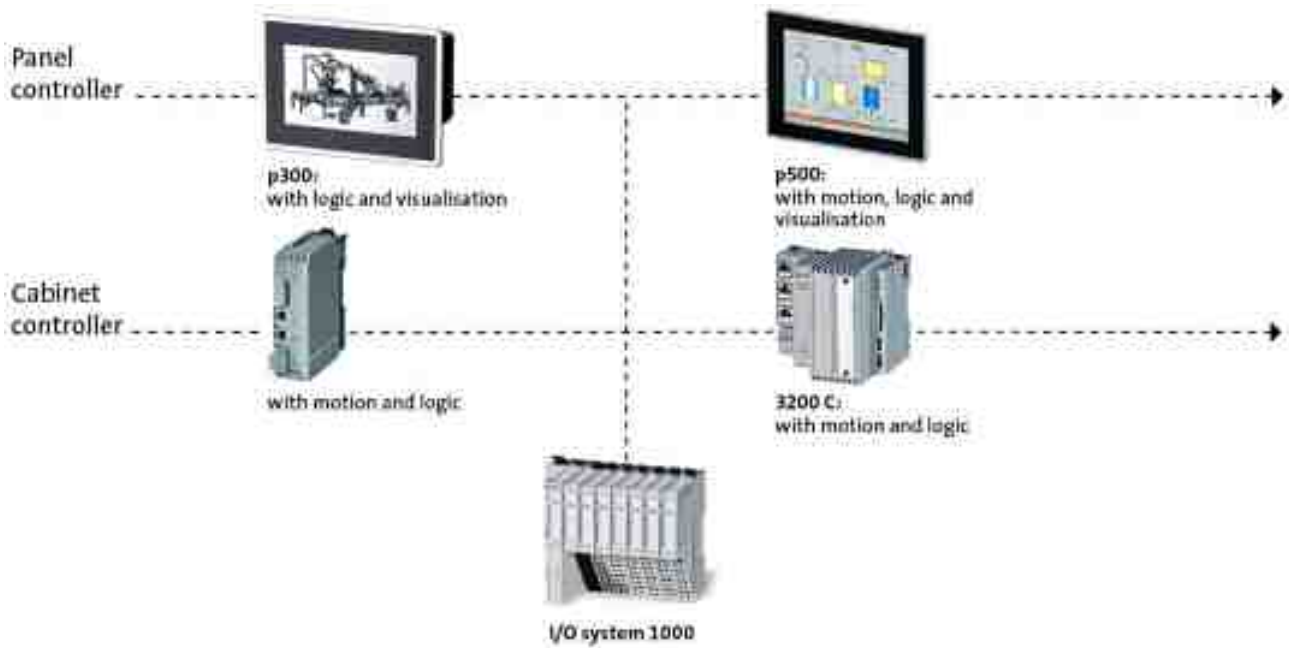 Panel
controller
p300:
with logic and visualisation
p500:
with motion, logic and
visualisation
Cabinet
controller
with motion and logic
3200 C:
with motion and logic
I/O system 1000